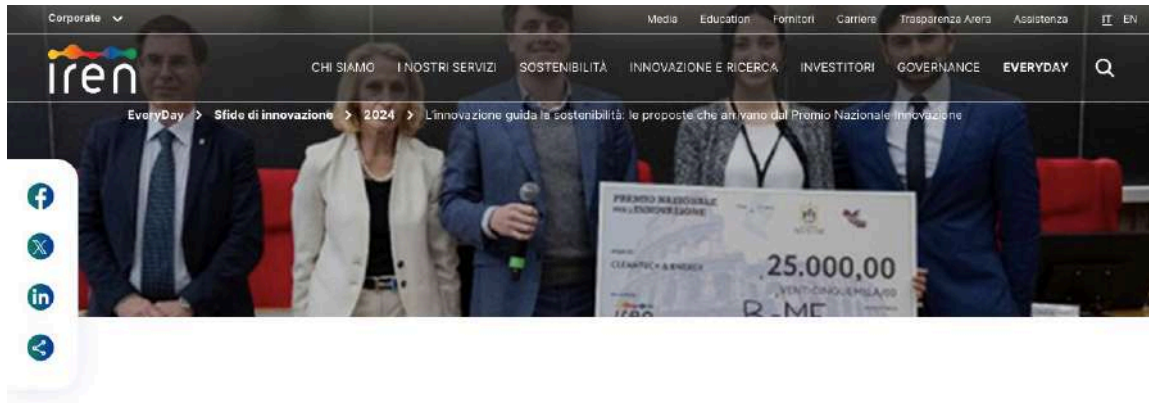 Corporate
Media Education Fornitori Carriere Trasparenza Arera Assistenza IT EN
iren
CHI SIAMO I NOSTRI SERVIZI SOSTENIBILITÀ INNOVAZIONE E RICERCA INVESTITORI GOVERNANCE EVERYDAY
EveryDay > Sfide di innovazione > 2024 > L'innovazione guida la sostenibilità: le proposte che arrivano dal Premio Nazionale Innovazione
PREMIO NAZIONALE
PER L'INNOVAZIONE
CLEANTECH & ENERGY
25.000,00
VENTICINQUEMILA/00
iren
B-ME